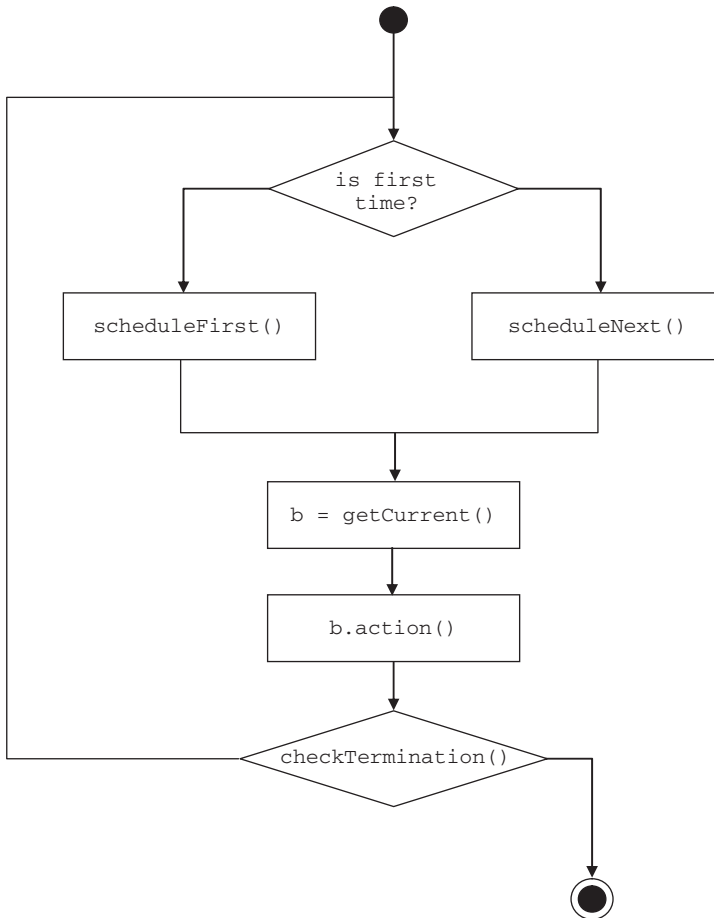 is first
time?
scheduleFirst()
scheduleNext()
b = getCurrent()
b.action()
checkTermination()